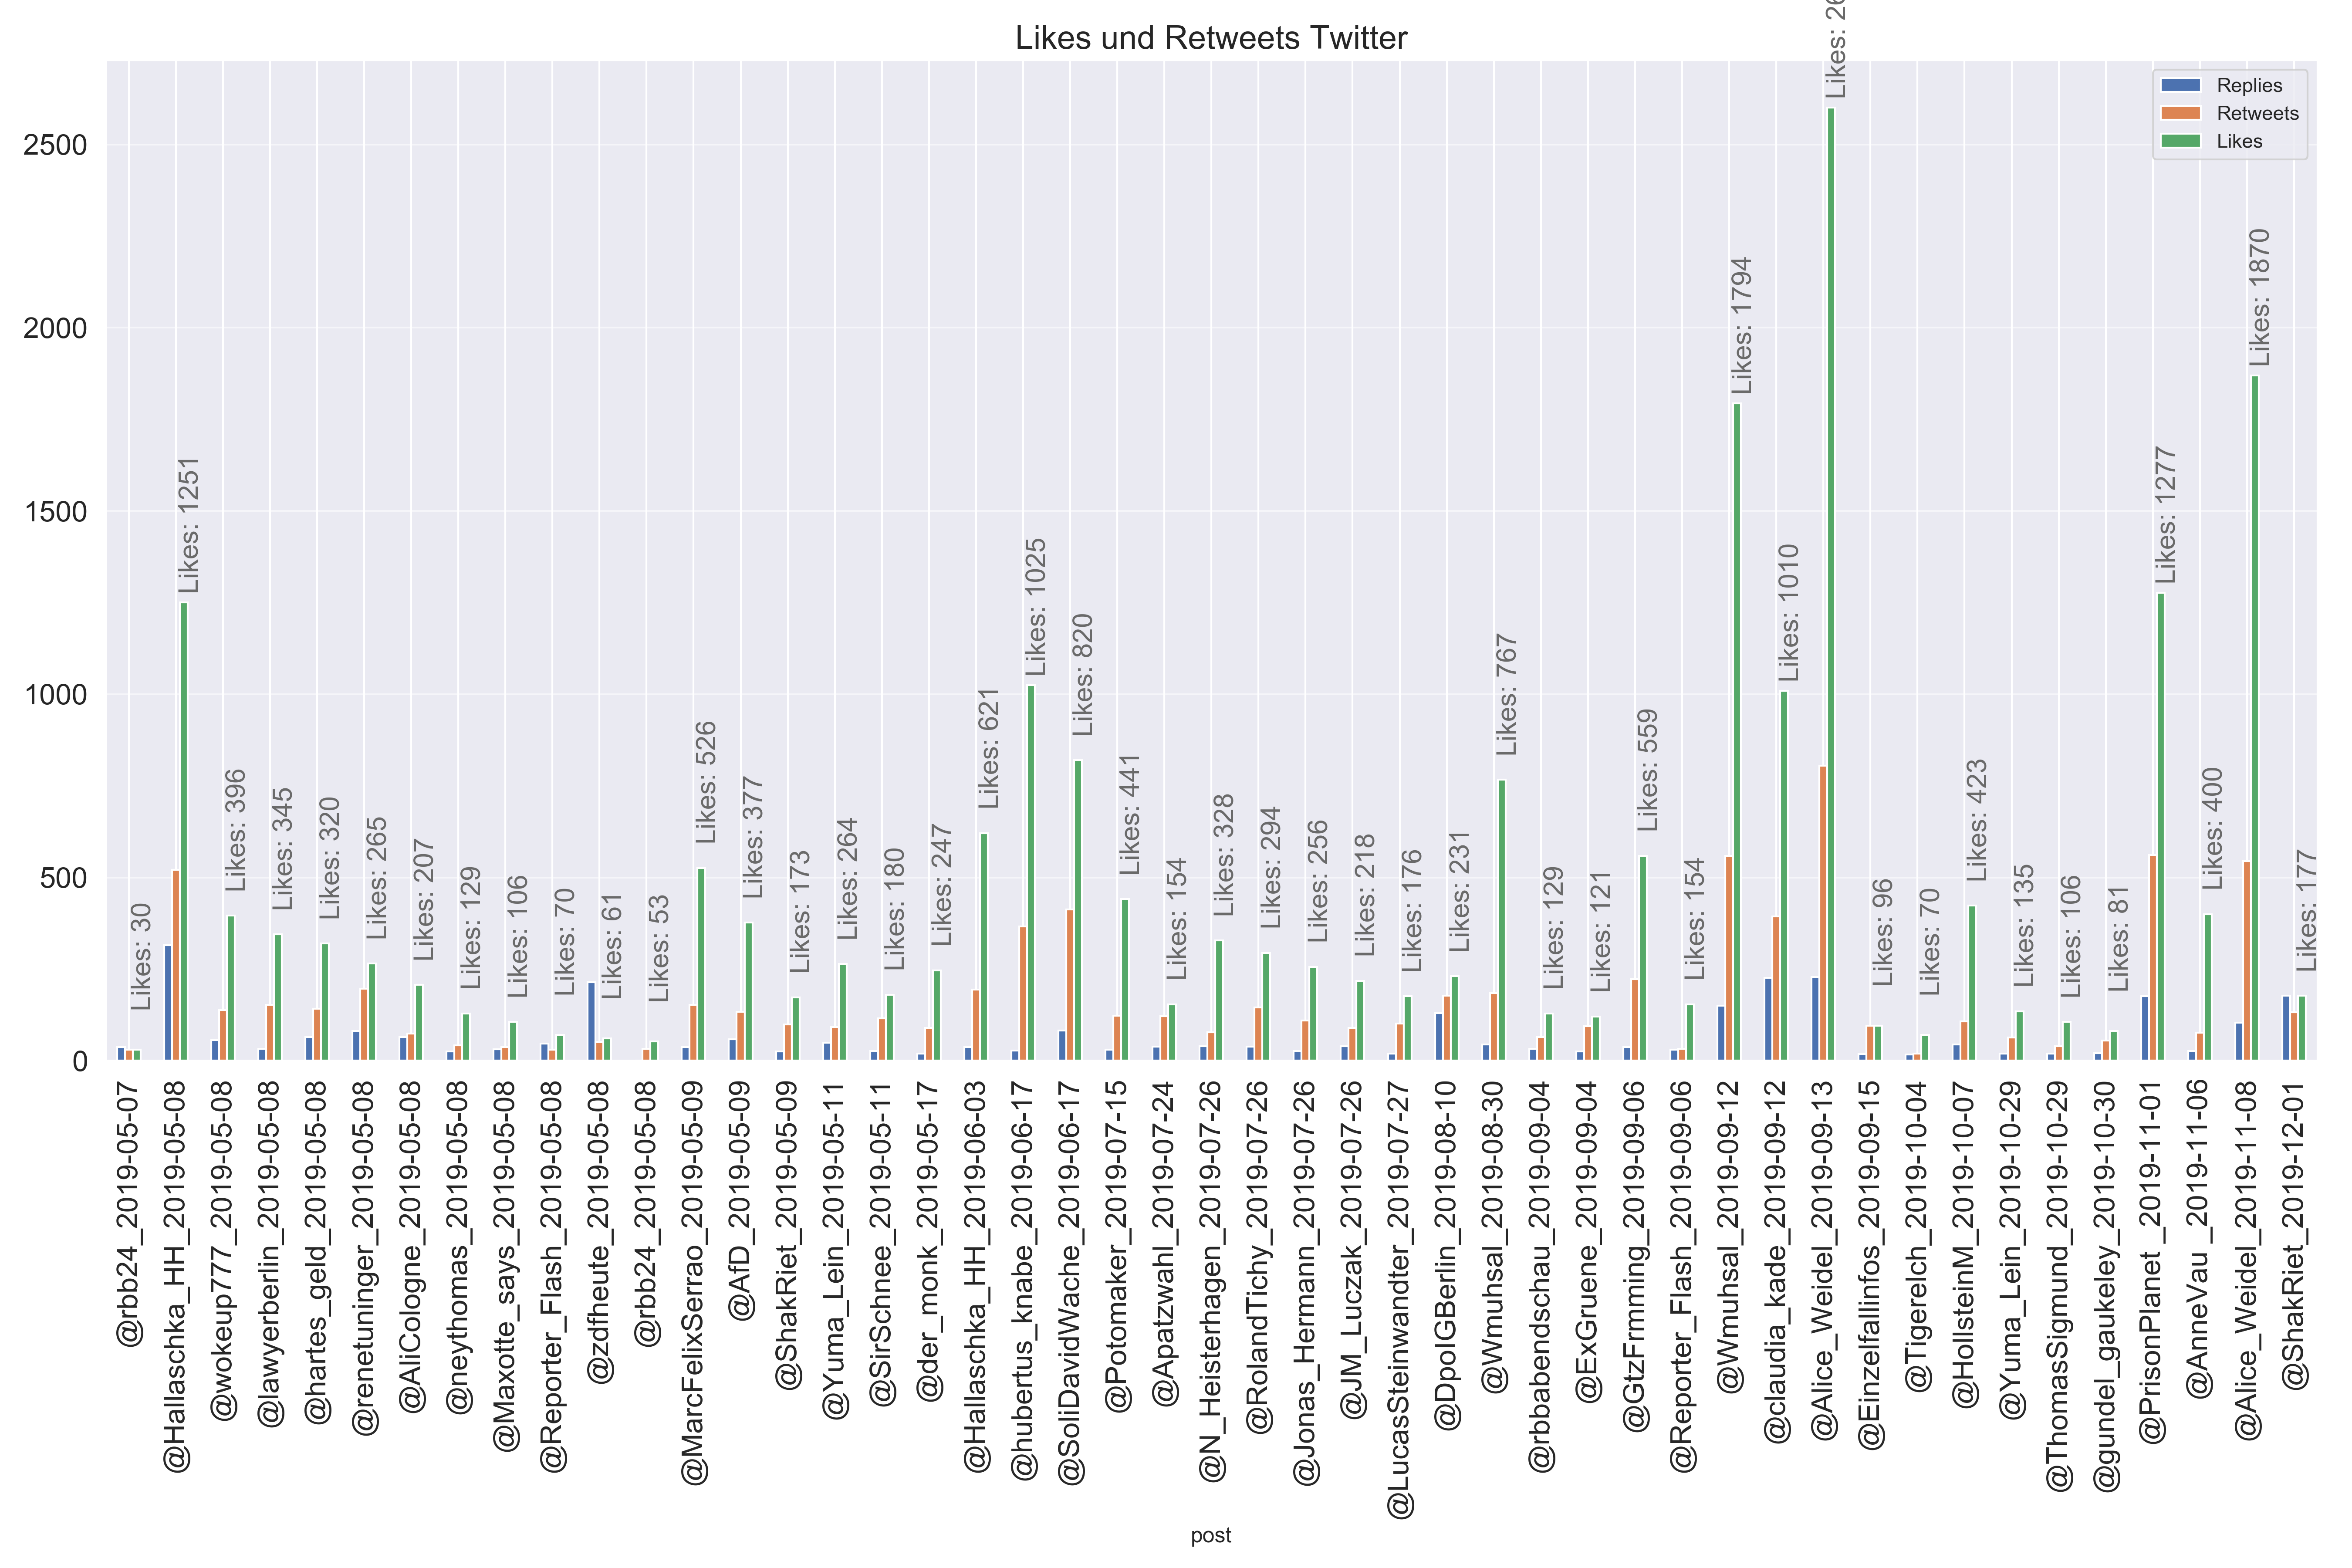 Likes und Retweets Twitter
Replies
Retweets
Likes
2500
2000
1500
1000
500
0
Likes: 30
Likes: 1251
Likes: 396
Likes: 345
Likes: 320
Likes: 265
Likes: 207
Likes: 129
Likes: 106
Likes: 70
Likes: 61
Likes: 53
Likes: 526
Likes: 377
Likes: 173
Likes: 264
Likes: 180
Likes: 247
Likes: 621
Likes: 1025
Likes: 820
Likes: 441
Likes: 154
Likes: 328
Likes: 294
Likes: 256
Likes: 218
Likes: 176
Likes: 231
Likes: 767
Likes: 129
Likes: 121
Likes: 559
Likes: 154
Likes: 1794
Likes: 1010
Likes:
Likes: 96
Likes: 70
Likes: 423
Likes: 135
Likes: 106
Likes: 81
Likes: 1277
Likes: 400
Likes: 1870
Likes: 177
@rbb24_2019-05-07
@Hallaschka_HH_2019-05-08
@wokeup777_2019-05-08
@lawyerberlin_2019-05-08
@hartes_geld_2019-05-08
@renetuninger_2019-05-08
@AliCologne_2019-05-08
@neythomas_2019-05-08
@Maxotte_says_2019-05-08
@Reporter_Flash_2019-05-08
@zdfheute_2019-05-08
@rbb24_2019-05-08
@MarcFelixSerrao_2019-05-09
@AfD_2019-05-09
@ShakRiet_2019-05-09
@Yuma_Lein_2019-05-11
@SirSchnee_2019-05-11
@der_monk_2019-05-17
@Hallaschka_HH_2019-06-03
@hubertus_knabe_2019-06-17
@SoliDavidWache_2019-06-17
@Potomaker_2019-07-15
@Apatzwahl_2019-07-24
@N_Heisterhagen_2019-07-26
@RolandTichy_2019-07-26
@Jonas_Hermann_2019-07-26
@JM_Luczak_2019-07-26
@LucasSteinwandter_2019-07-27
@DpolGBerlin_2019-08-10
@Wmuhsal_2019-08-30
@rbbabendschau_2019-09-04
@ExGruene_2019-09-04
@GtzFrmming_2019-09-06
@Reporter_Flash_2019-09-06
@Wmuhsal_2019-09-12
@claudia_kade_2019-09-12
@Alice_Weidel_2019-09-13
@Einzelfallinfos_2019-09-15
@Tigerelch_2019-10-04
@HollsteinM_2019-10-07
@Yuma_Lein_2019-10-29
@ThomasSigmund_2019-10-29
@gundel_gaukeley_2019-10-30
@PrisonPlanet _2019-11-01
@AnneVau _2019-11-06
@Alice_Weidel_2019-11-08
@ShakRiet_2019-12-01
post